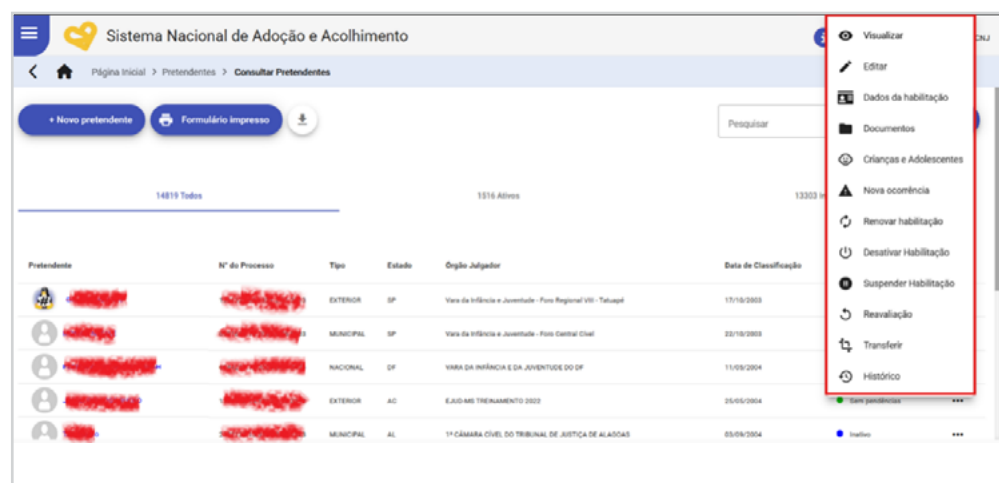 Sistema Nacional de Adoção e Acolhimento
CNJ
Página Inicial > Pretendentes > Consultar Pretendentes
+ Novo pretendente
Formulário impresso
Pesquisar
14819 Todos
1516 Ativos
13303
Pretendente
N° do Processo
Tipo
Estado
Órgão Julgador
Data de Classificação
EXTERIOR
SP
Vara da Infância e Juventude - Foro Regional VIII - Tatuapé
17/10/2003
MUNICIPAL
SP
Vara da Infância e Juventude - Foro Central Cível
22/10/2003
NACIONAL
DF
VARA DA INFÂNCIA E DA JUVENTUDE DO DF
11/03/2004
EXTERIOR
AC
EJUD-MS TREINAMENTO 2022
25/05/2004
Sem pendências
MUNICIPAL
AL
1ª CÂMARA CÍVEL DO TRIBUNAL DE JUSTIÇA DE ALAGOAS
03/09/2004
Inativo
Visualizar
Editar
Dados da habilitação
Documentos
Crianças e Adolescentes
Nova ocorrência
Renovar habilitação
Desativar Habilitação
Suspender Habilitação
Reavaliação
Transferir
Histórico